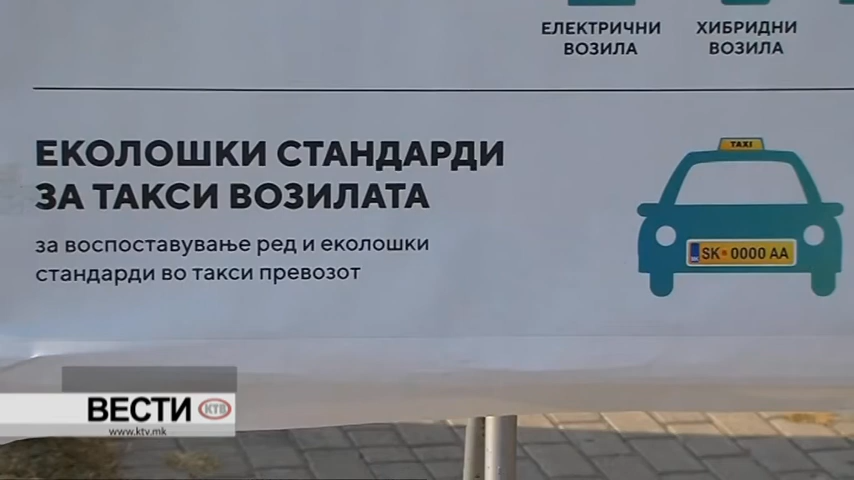 ЕЛЕКТРИЧНИ
ВОЗИЛА
ХИБРИДНИ
ВОЗИЛА
ЕКОЛОШКИ СТАНДАРДИ
ЗА ТАКСИ ВОЗИЛАТА
за воспоставување ред и еколошки
стандарди во такси превозот
TAXI
SK 0000 AA
ВЕСТИ КТВ
www.ktv.mk